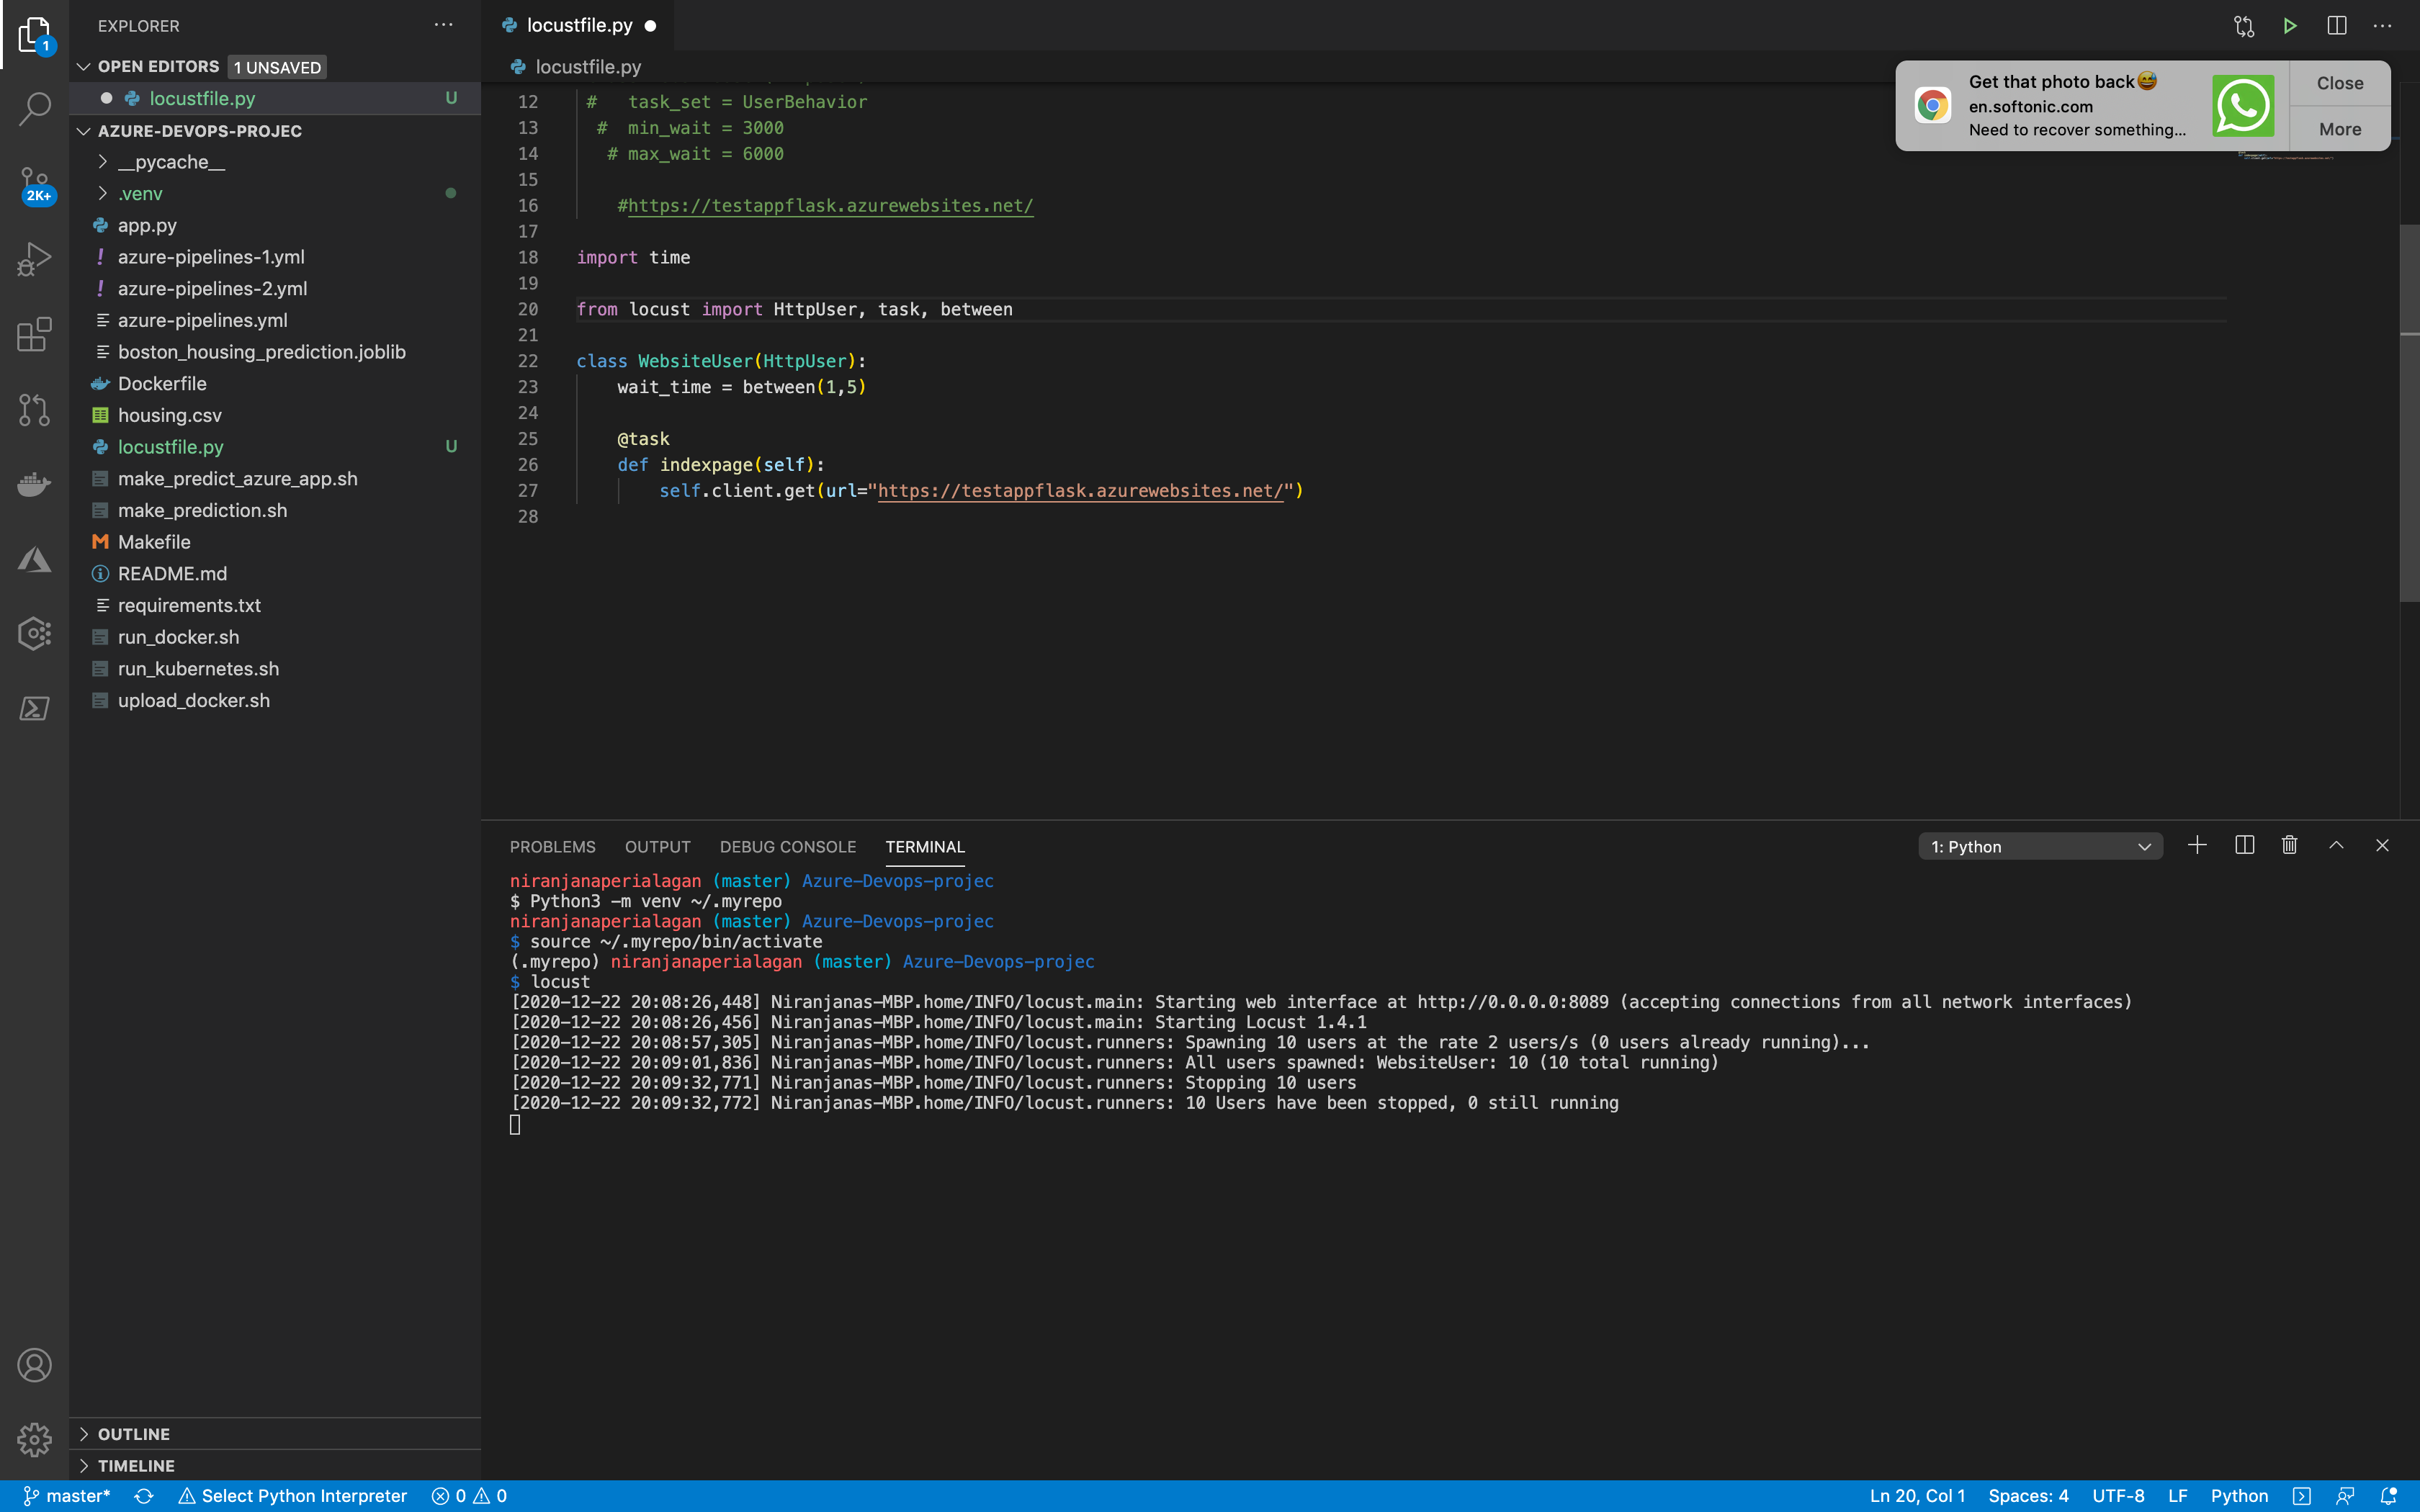 EXPLORER
OPEN EDITORS 1 UNSAVED
locustfile.py U
AZURE-DEVOPS-PROJEC
__pycache__
.venv
app.py
azure-pipelines-1.yml
azure-pipelines-2.yml
azure-pipelines.yml
boston_housing_prediction.joblib
Dockerfile
housing.csv
locustfile.py U
make_predict_azure_app.sh
make_prediction.sh
Makefile
README.md
requirements.txt
run_docker.sh
run_kubernetes.sh
upload_docker.sh
OUTLINE
TIMELINE
1
2K+
locustfile.py
locustfile.py
12 # task_set = UserBehavior
13 # min_wait = 3000
14 # max_wait = 6000
15
16 #https://testappflask.azurewebsites.net/
17
18 import time
19
20 from locust import HttpUser, task, between
21
22 class WebsiteUser(HttpUser):
23 wait_time = between(1,5)
24
25 @task
26 def indexpage(self):
27 self.client.get(url="https://testappflask.azurewebsites.net/")
28
Get that photo back😅
en.softonic.com
Need to recover something...
Close
More
PROBLEMS OUTPUT DEBUG CONSOLE TERMINAL
1: Python
niranjanaperialagan (master) Azure-Devops-projec
$ Python3 -m venv ~/.myrepo
niranjanaperialagan (master) Azure-Devops-projec
$ source ~/.myrepo/bin/activate
(.myrepo) niranjanaperialagan (master) Azure-Devops-projec
$ locust
[2020-12-22 20:08:26,448] Niranjanas-MBP.home/INFO/locust.main: Starting web interface at http://0.0.0.0:8089 (accepting connections from all network interfaces)
[2020-12-22 20:08:26,456] Niranjanas-MBP.home/INFO/locust.main: Starting Locust 1.4.1
[2020-12-22 20:08:57,305] Niranjanas-MBP.home/INFO/locust.runners: Spawning 10 users at the rate 2 users/s (0 users already running)...
[2020-12-22 20:09:01,836] Niranjanas-MBP.home/INFO/locust.runners: All users spawned: WebsiteUser: 10 (10 total running)
[2020-12-22 20:09:32,771] Niranjanas-MBP.home/INFO/locust.runners: Stopping 10 users
[2020-12-22 20:09:32,772] Niranjanas-MBP.home/INFO/locust.runners: 10 Users have been stopped, 0 still running
master* Select Python Interpreter 0 0 Ln 20, Col 1 Spaces: 4 UTF-8 LF Python